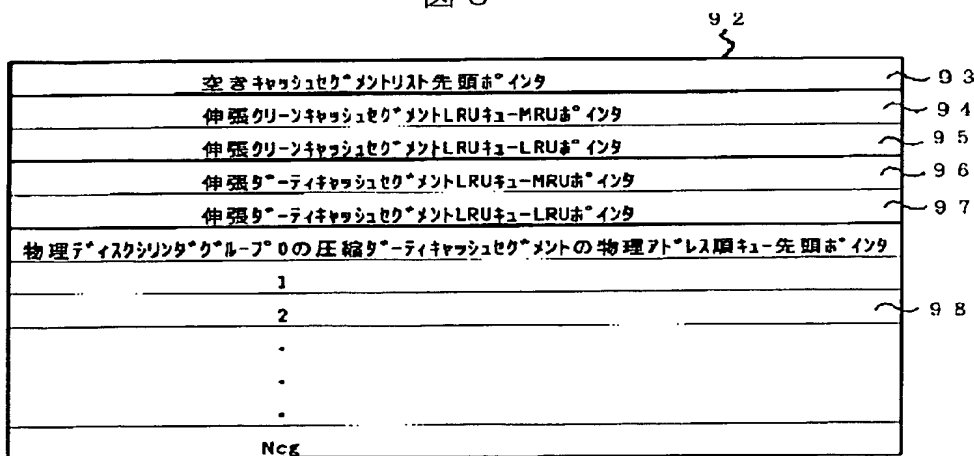 9 2
空きキャッシュセグメントリスト先頭ポインタ 9 3
伸張クリーンキャッシュセグメントLRUキューMRUポインタ 9 4
伸張クリーンキャッシュセグメントLRUキューLRUポインタ 9 5
伸張ダーティキャッシュセグメントLRUキューMRUポインタ 9 6
伸張ダーティキャッシュセグメントLRUキューLRUポインタ 9 7
物理ディスクシリンダグループ0の圧縮ダーティキャッシュセグメントの物理アドレス順キュー先頭ポインタ
1
2 9 8
・
・
・
Ncg